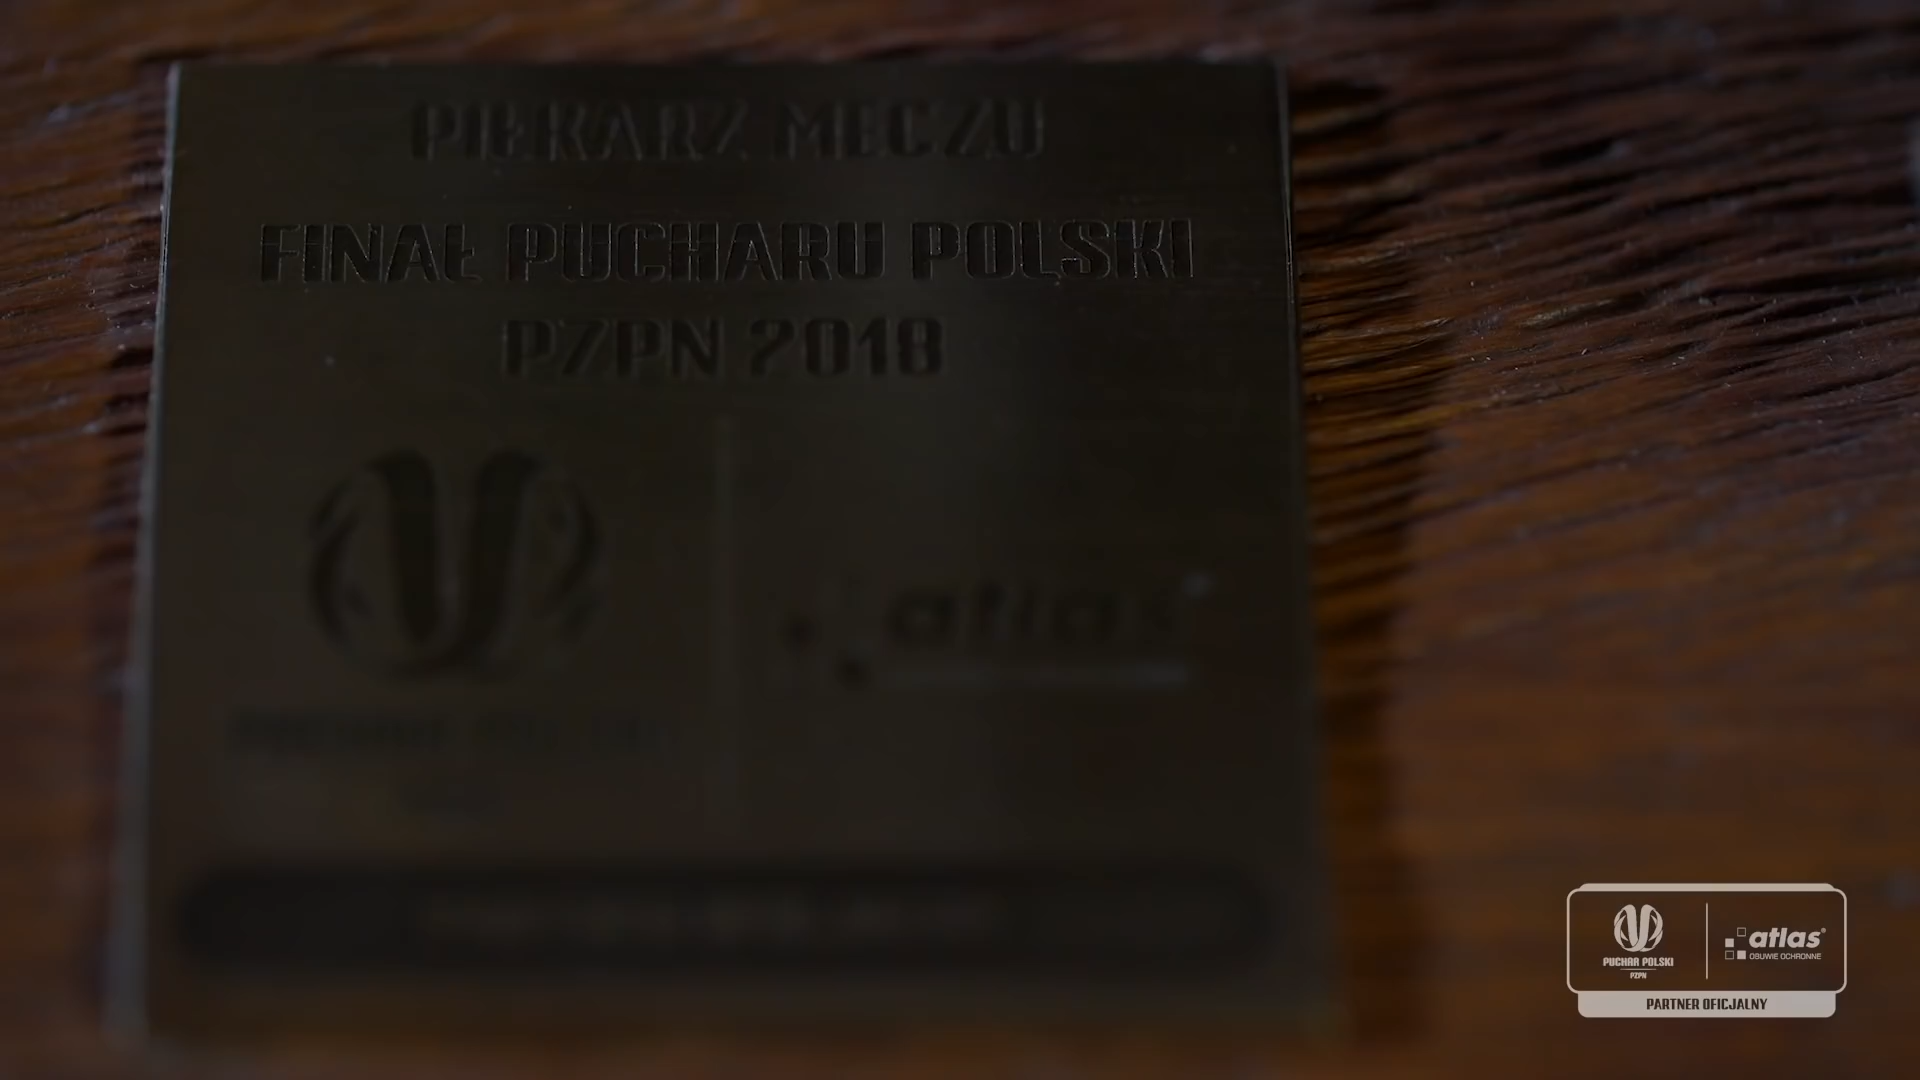 PIŁKARZ MECZU
FINAŁ PUCHARU POLSKI
PZPN 2018
atlas
PUCHAR POLSKI
PZPN
atlas®
OBUWIE OCHRONNE
PARTNER OFICJALNY